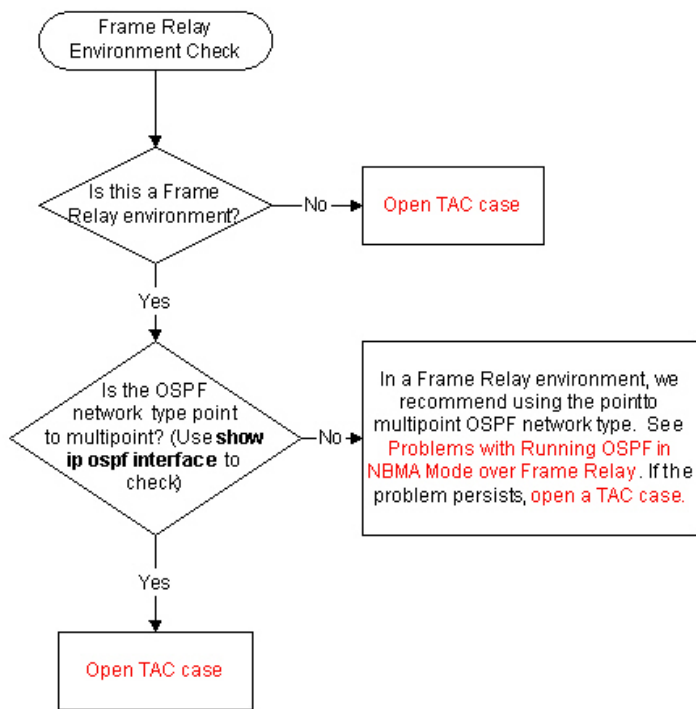 Frame Relay
Environment Check
Is this a Frame
Relay environment?
No
Open TAC case
Yes
Is the OSPF
network type point
to multipoint? (Use show
ip ospf interface to
check)
No
In a Frame Relay environment, we
recommend using the pointto
multipoint OSPF network type. See
Problems with Running OSPF in
NBMA Mode over Frame Relay. If the
problem persists, open a TAC case.
Yes
Open TAC case